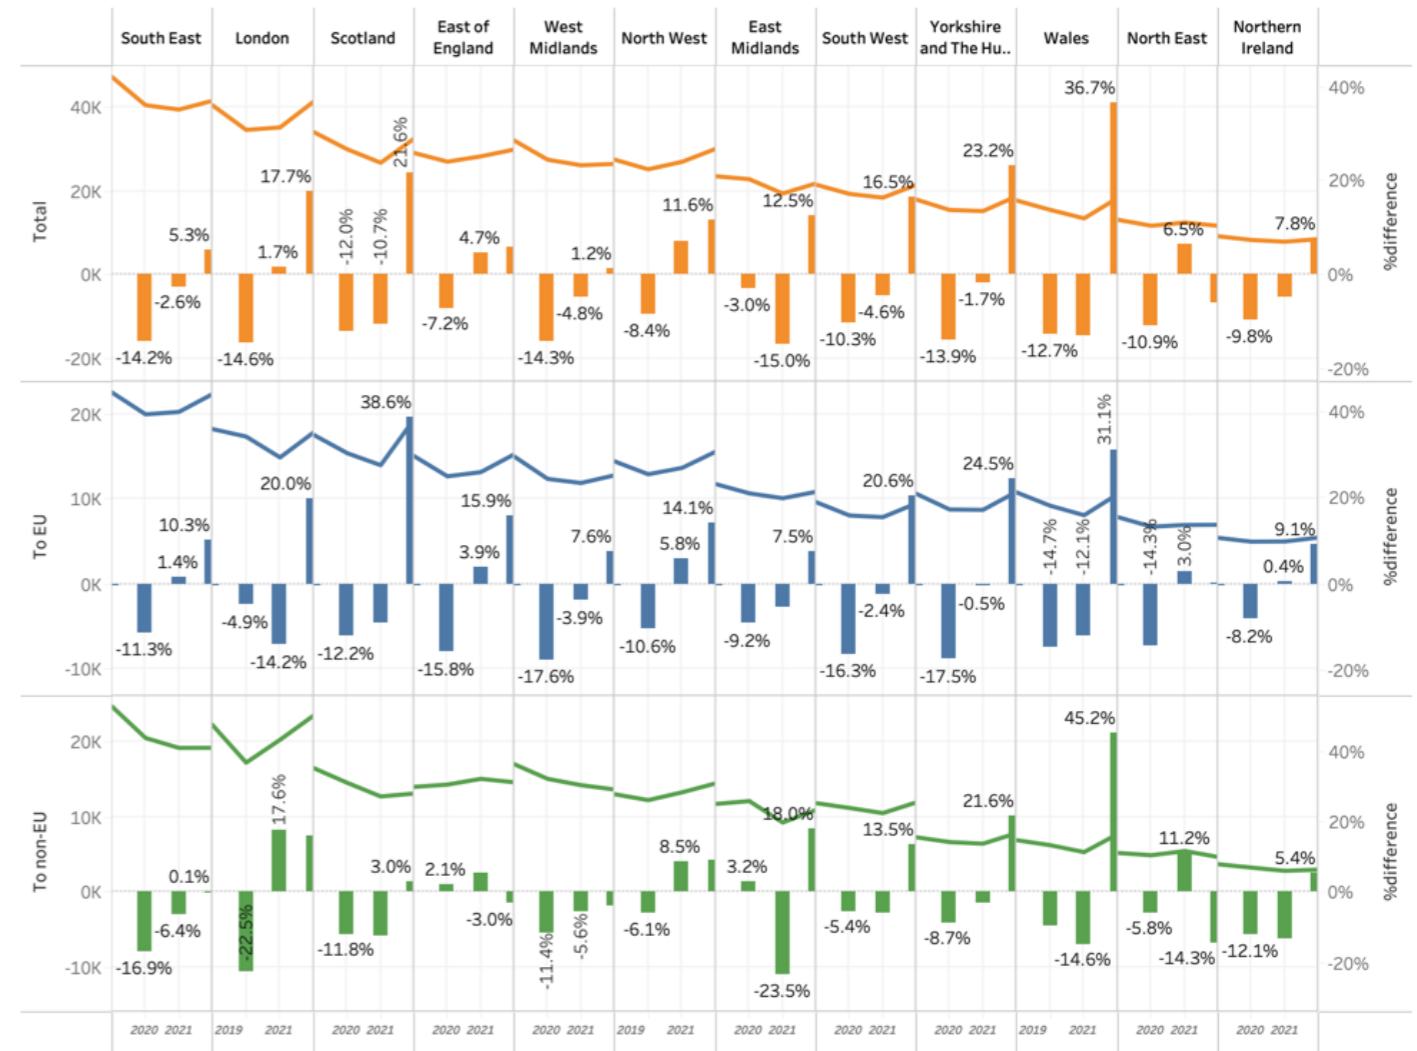 South East London Scotland East of England West Midlands North West East Midlands South West Yorkshire and The Hu.. Wales North East Northern Ireland
Total
40K
20K
0K
-20K
-14.2% -2.6% 5.3%
-14.6% 1.7% 17.7%
-12.0% -10.7% 21.6%
-7.2% 4.7%
-14.3% -4.8% 1.2%
-8.4% 11.6%
-3.0% -15.0% 12.5%
-10.3% -4.6% 16.5%
-13.9% -1.7% 23.2%
-12.7% 36.7%
-10.9% 6.5%
-9.8% 7.8%
40%
20%
0%
-20%
%difference
To EU
20K
10K
0K
-10K
-11.3% 1.4% 10.3%
-4.9% -14.2% 20.0%
-12.2% 38.6%
-15.8% 3.9% 15.9%
-17.6% -3.9% 7.6%
-10.6% 5.8% 14.1%
-9.2% 7.5%
-16.3% -2.4% 20.6%
-17.5% -0.5% 24.5%
-14.7% -12.1% 31.1%
-14.3% 3.0%
-8.2% 0.4% 9.1%
40%
20%
0%
-20%
%difference
To non-EU
20K
10K
0K
-10K
-16.9% -6.4% 0.1%
-22.5% 17.6%
-11.8% 3.0%
2.1% -3.0%
-11.4% -5.6%
-6.1% 8.5%
3.2% -23.5% 18.0%
-5.4% 13.5%
-8.7% 21.6%
-14.6% 45.2%
-5.8% 11.2% -14.3%
-12.1% 5.4%
40%
20%
0%
-20%
%difference
2020 2021 2019 2021 2020 2021 2020 2021 2020 2021 2019 2021 2020 2021 2020 2021 2020 2021 2019 2021 2020 2021 2020 2021